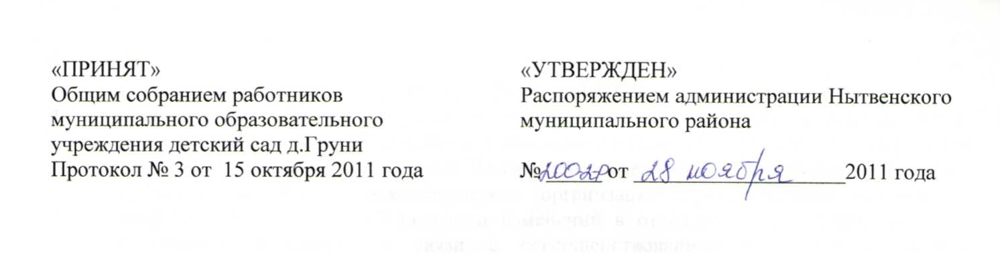 «ПРИНЯТ»
Общим собранием работников
муниципального образовательного
учреждения детский сад д.Груни
Протокол № 3 от 15 октября 2011 года
«УТВЕРЖДЕН»
Распоряжением администрации Нытвенского
муниципального района
№ от 28 ноября 2011 года